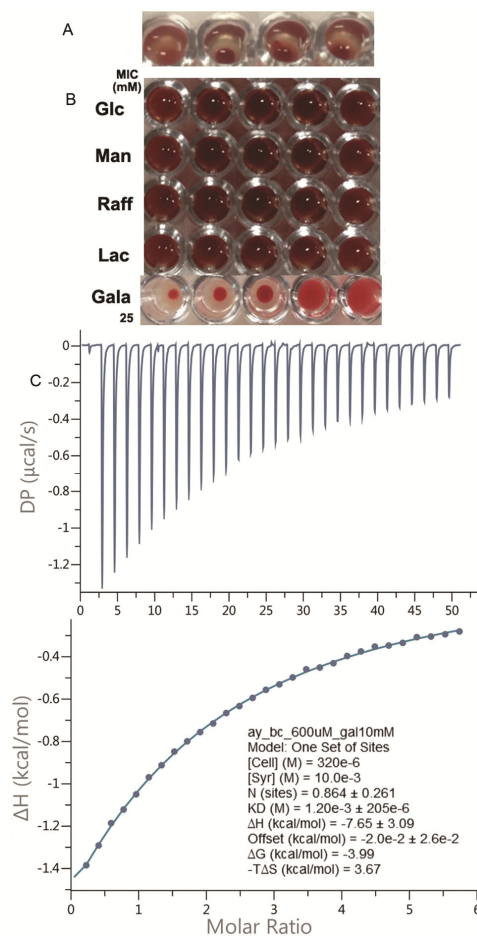 A
MIC
(mM)
B
Glc
Man
Raff
Lac
Gala
25
C
0
-0.2
-0.4
-0.6
-0.8
-1
-1.2
DP (µcal/s)
0 5 10 15 20 25 30 35 40 45 50
-0.4
-0.6
-0.8
-1
-1.2
-1.4
ΔH (kcal/mol)
ay_bc_600uM_gal10mM
Model: One Set of Sites
[Cell] (M) = 320e-6
[Syr] (M) = 10.0e-3
N (sites) = 0.864 ± 0.261
KD (M) = 1.20e-3 ± 205e-6
ΔH (kcal/mol) = -7.65 ± 3.09
Offset (kcal/mol) = -2.0e-2 ± 2.6e-2
ΔG (kcal/mol) = -3.99
-TΔS (kcal/mol) = 3.67
0 1 2 3 4 5 6
Molar Ratio